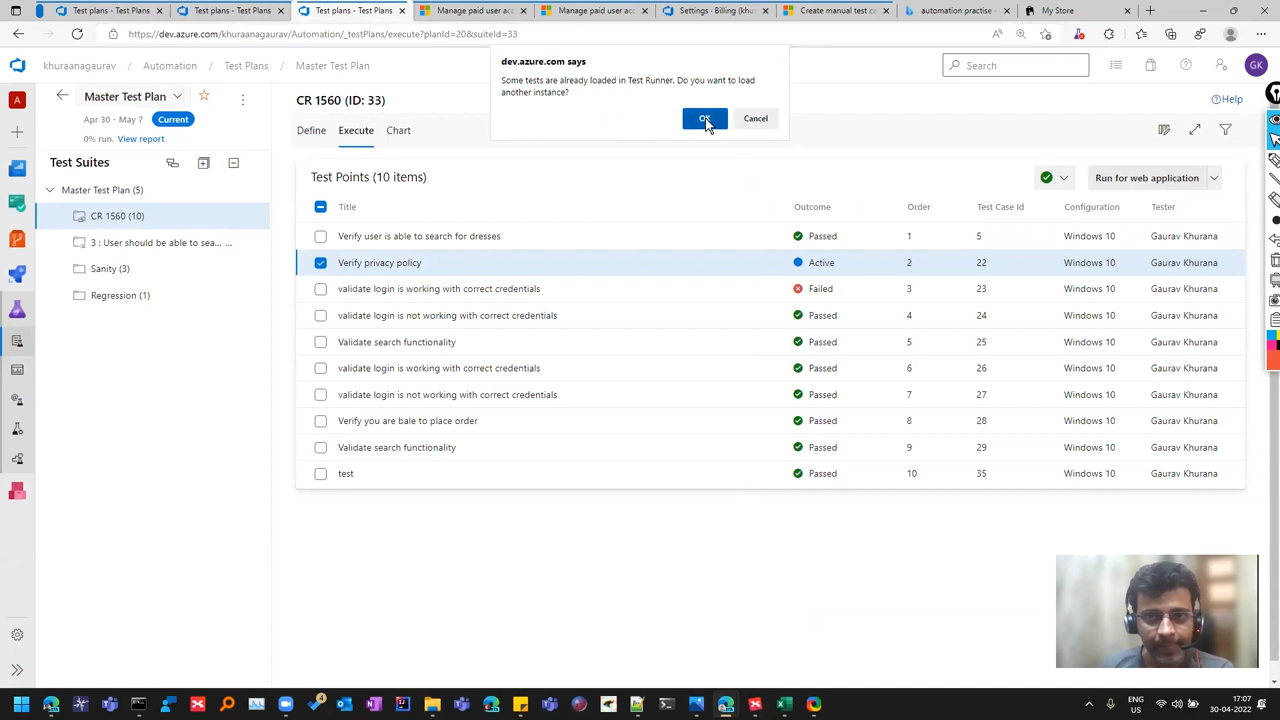 Test plans - Test Plans
Test plans - Test Plans
Test plans - Test Plans
Manage paid user acc
Manage paid user acc
Settings · Billing (khur
Create manual test ca
automation practise -
My Store
https://dev.azure.com/khuraanagaurav/Automation/_testPlans/execute?planId=20&suiteId=33
khuraanagaurav / Automation / Test Plans / Master Test Plan
Search
GK
dev.azure.com says
Some tests are already loaded in Test Runner. Do you want to load
another instance?
OK
Cancel
A
Master Test Plan
Apr 30 - May 7
Current
0% run. View report
Test Suites
Master Test Plan (5)
CR 1560 (10)
3 : User should be able to sea... ...
Sanity (3)
Regression (1)
CR 1560 (ID: 33)
Help
Define
Execute
Chart
Test Points (10 items)
Run for web application
Title Outcome Order Test Case Id Configuration Tester
Verify user is able to search for dresses Passed 1 5 Windows 10 Gaurav Khurana
Verify privacy policy Active 2 22 Windows 10 Gaurav Khurana
validate login is working with correct credentials Failed 3 23 Windows 10 Gaurav Khurana
validate login is not working with correct credentials Passed 4 24 Windows 10 Gaurav Khurana
Validate search functionality Passed 5 25 Windows 10 Gaurav Khurana
validate login is working with correct credentials Passed 6 26 Windows 10 Gaurav Khurana
validate login is not working with correct credentials Passed 7 27 Windows 10 Gaurav Khurana
Verify you are bale to place order Passed 8 28 Windows 10 Gaurav Khurana
Validate search functionality Passed 9 29 Windows 10 Gaurav Khurana
test Passed 10 35 Windows 10 Gaurav Khurana
ENG
US
17:07
30-04-2022